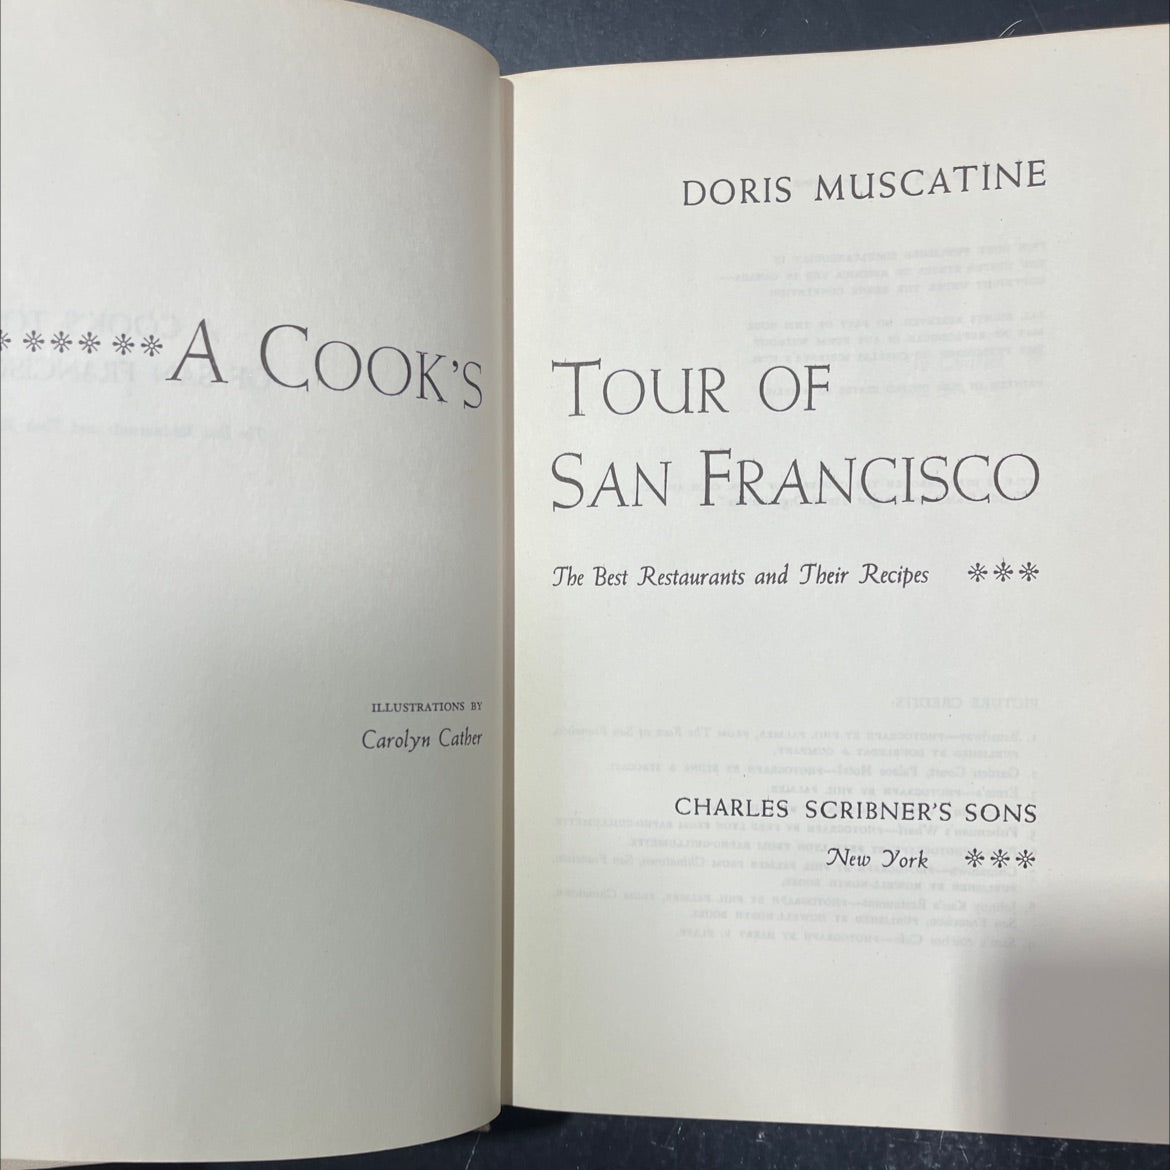 ****** A COOK'S
ILLUSTRATIONS BY
Carolyn Cather
DORIS MUSCATINE
TOUR OF
SAN FRANCISCO
The Best Restaurants and Their Recipes ***
CHARLES SCRIBNER'S SONS
New York ***